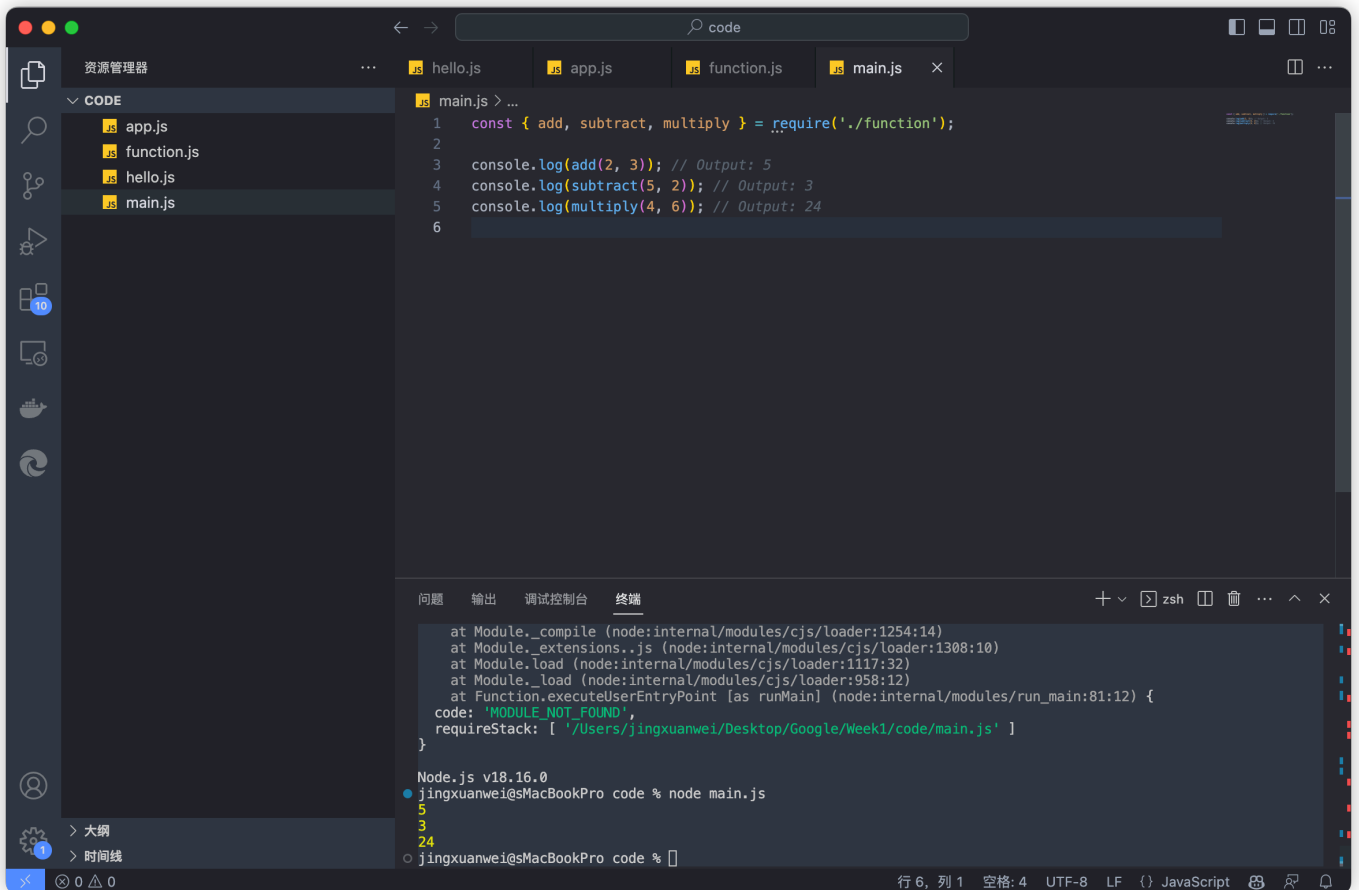 code
资源管理器
hello.js
app.js
function.js
main.js
CODE
app.js
function.js
hello.js
main.js
main.js > ...
1 const { add, subtract, multiply } = require('./function');
2
3 console.log(add(2, 3)); // Output: 5
4 console.log(subtract(5, 2)); // Output: 3
5 console.log(multiply(4, 6)); // Output: 24
6
10
问题 输出 调试控制台 终端
zsh
at Module._compile (node:internal/modules/cjs/loader:1254:14)
at Module._extensions..js (node:internal/modules/cjs/loader:1308:10)
at Module.load (node:internal/modules/cjs/loader:1117:32)
at Module._load (node:internal/modules/cjs/loader:958:12)
at Function.executeUserEntryPoint [as runMain] (node:internal/modules/run_main:81:12) {
code: 'MODULE_NOT_FOUND',
requireStack: [ '/Users/jingxuanwei/Desktop/Google/Week1/code/main.js' ]
}
Node.js v18.16.0
jingxuanwei@sMacBookPro code % node main.js
5
3
24
jingxuanwei@sMacBookPro code %
大纲
时间线
1
0 0
行 6，列 1 空格: 4 UTF-8 LF {} JavaScript